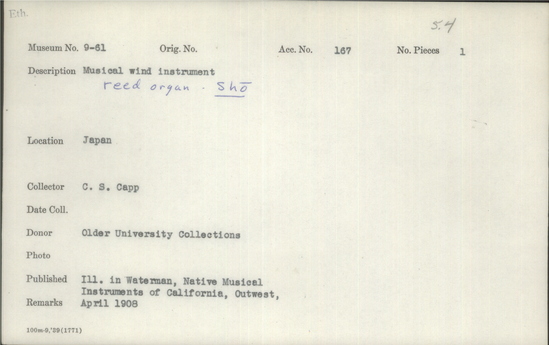 Eth.
5.4
Museum No. 9-61 Orig. No. Acc. No. 167 No. Pieces 1
Description Musical wind instrument
reed organ - Shō
Location Japan
Collector C. S. Capp
Date Coll.
Donor Older University Collections
Photo
Published Ill. in Waterman, Native Musical
Instruments of California, Outwest,
Remarks April 1908
100m-9,'29(1771)